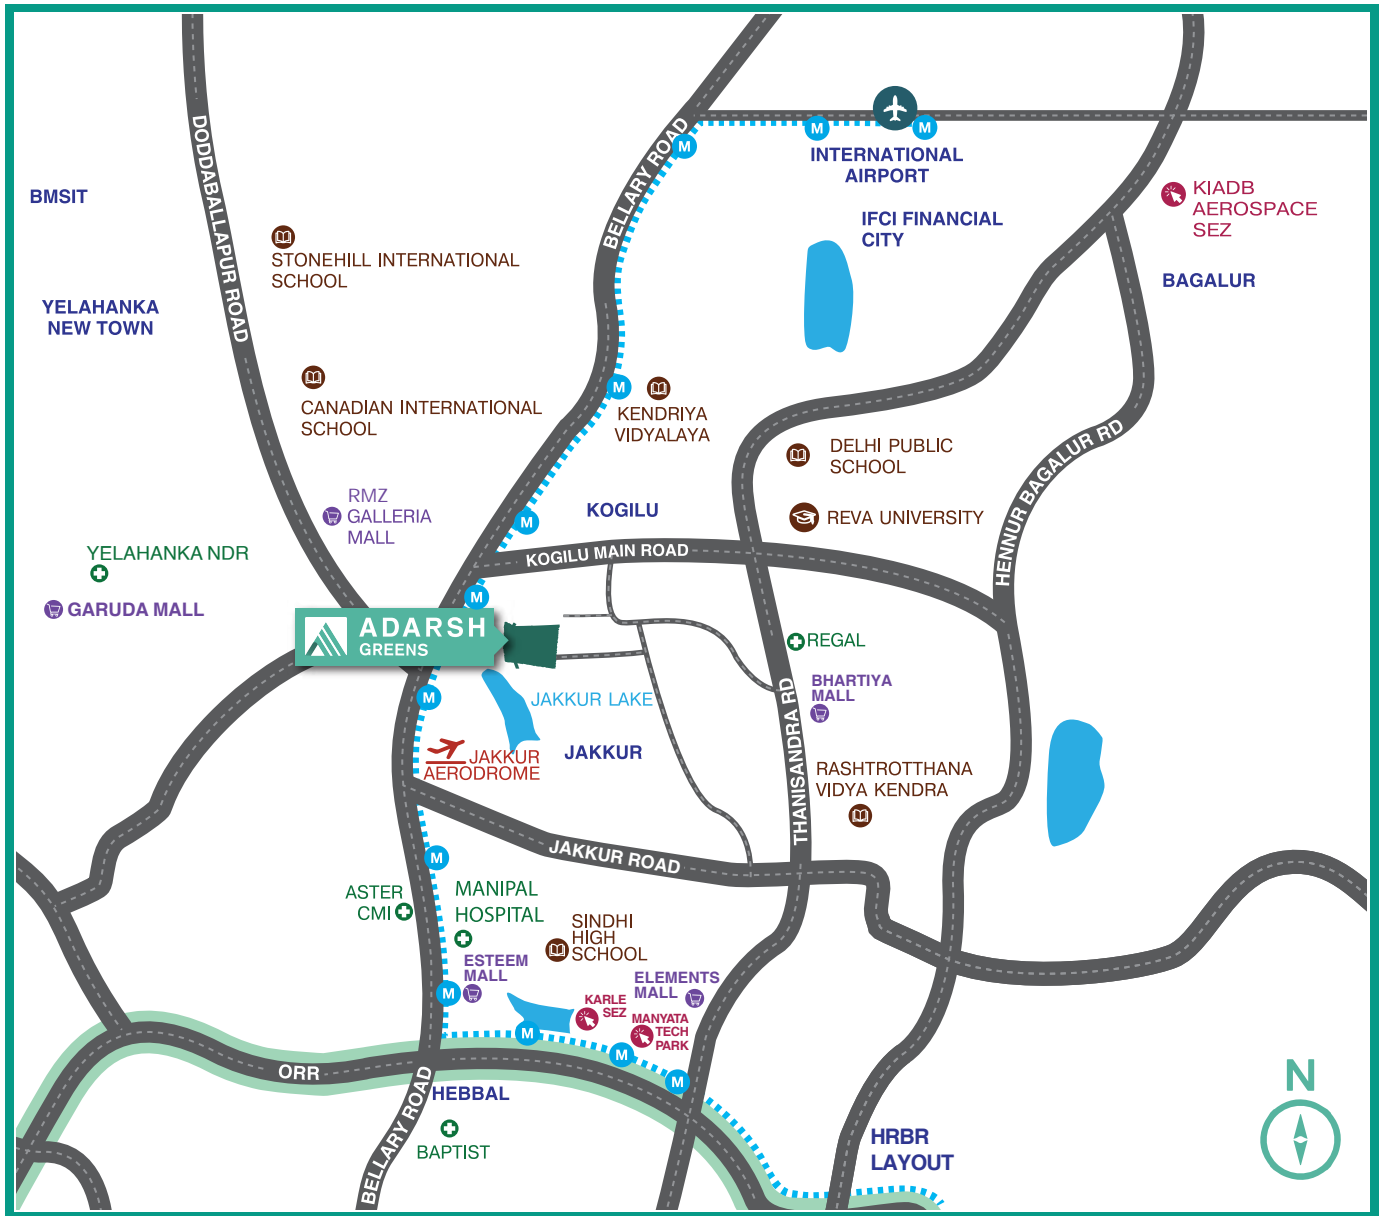 DODDABALLAPUR ROAD
BELLARY ROAD
M
M
M
INTERNATIONAL
AIRPORT
BMSIT
KIADB
AEROSPACE
SEZ
IFCI FINANCIAL
CITY
STONEHILL INTERNATIONAL
SCHOOL
BAGALUR
YELAHANKA
NEW TOWN
M
CANADIAN INTERNATIONAL
SCHOOL
KENDRIYA
VIDYALAYA
DELHI PUBLIC
SCHOOL
HENNUR BAGALUR RD
RMZ
GALLERIA
MALL
M
KOGILU
REVA UNIVERSITY
YELAHANKA NDR
KOGILU MAIN ROAD
GARUDA MALL
M
ADARSH
GREENS
REGAL
BHARTIYA
MALL
THANISANDRA RD
M
JAKKUR LAKE
JAKKUR
AERODROME
JAKKUR
RASHTROTTHANA
VIDYA KENDRA
JAKKUR ROAD
M
ASTER
CMI
MANIPAL
HOSPITAL
SINDHI
HIGH
SCHOOL
ESTEEM
MALL
M
ELEMENTS
MALL
KARLE
SEZ
MANYATA
TECH
PARK
M
M
M
ORR
BELLARY ROAD
HEBBAL
BAPTIST
HRBR
LAYOUT
N